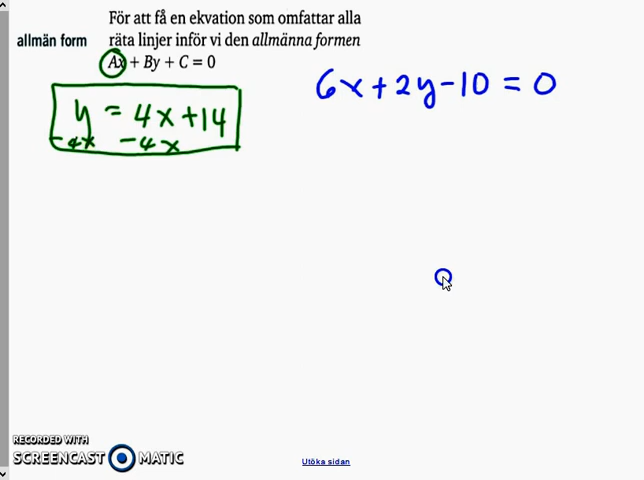 För att få en ekvation som omfattar alla
allmän form räta linjer inför vi den allmänna formen
Ax + By + C = 0
6x+2y-10=0
y = 4x+14
-4x -4x
RECORDED WITH
SCREENCAST MATIC
Utöka sidan